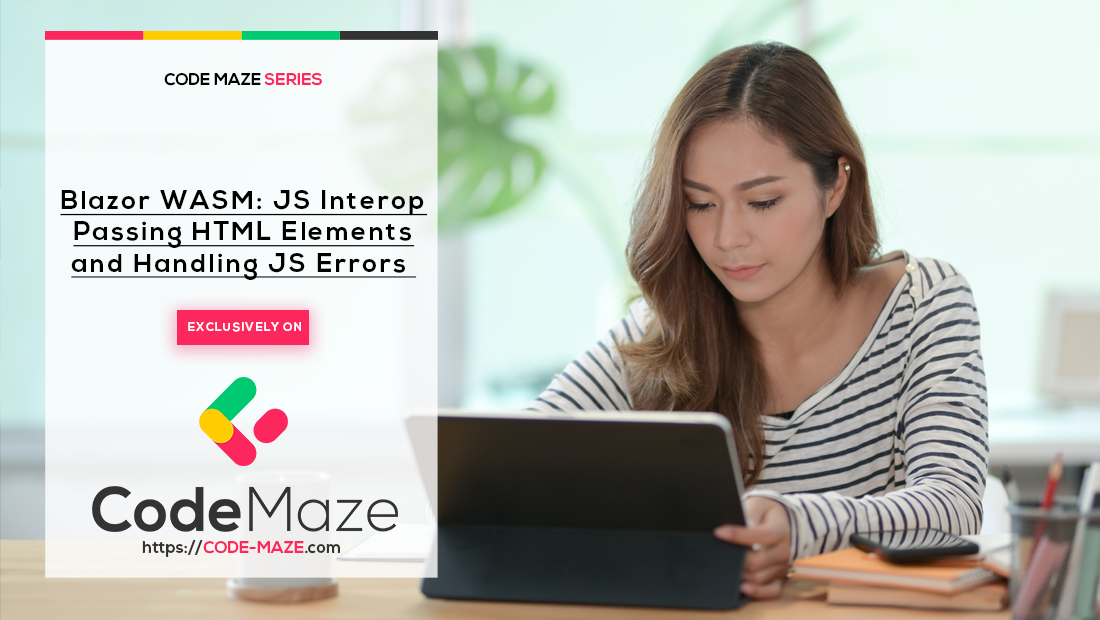 CODE MAZE SERIES
Blazor WASM: JS Interop
Passing HTML Elements
and Handling JS Errors
EXCLUSIVELY ON
CodeMaze
https://CODE-MAZE.com